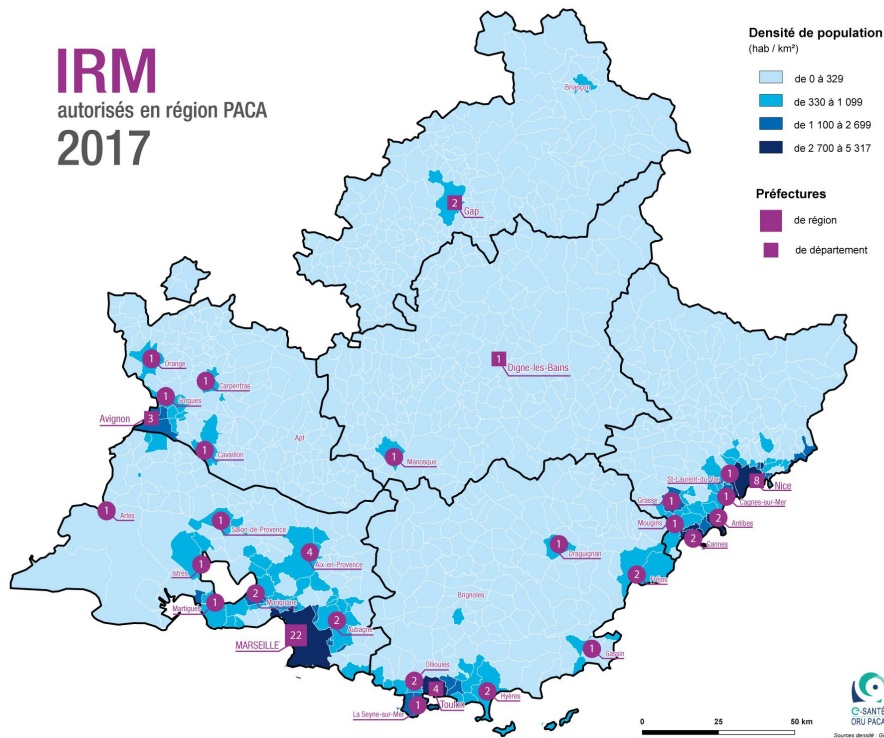 IRM
autorisés en région PACA
2017
Densité de population
(hab / km²)
de 0 à 329
de 330 à 1 099
de 1 100 à 2 699
de 2 700 à 5 317
Préfectures
de région
de département
Briançon
2
Gap
1
Digne-les-Bains
1
Orange
1
Carpentras
1
Sorgues
Avignon
3
1
Cavaillon
Apt
1
Manosque
1
Arles
1
Salon-de-Provence
4
Aix-en-Provence
1
Istres
1
Martigues
2
Marignane
22
MARSEILLE
2
Aubagne
Brignoles
1
Draguignan
2
Fréjus
1
Gassin
Ollioules
2
4
Toulon
2
Hyères
La Seyne-sur-Mer
1
St-Laurent-du-Var
1
8
Nice
Grasse
1
1
Cagnes-sur-Mer
Mougins
1
2
Antibes
2
Cannes
0 25 50 km
e-SANTÉ
ORU PACA
Sources densité :